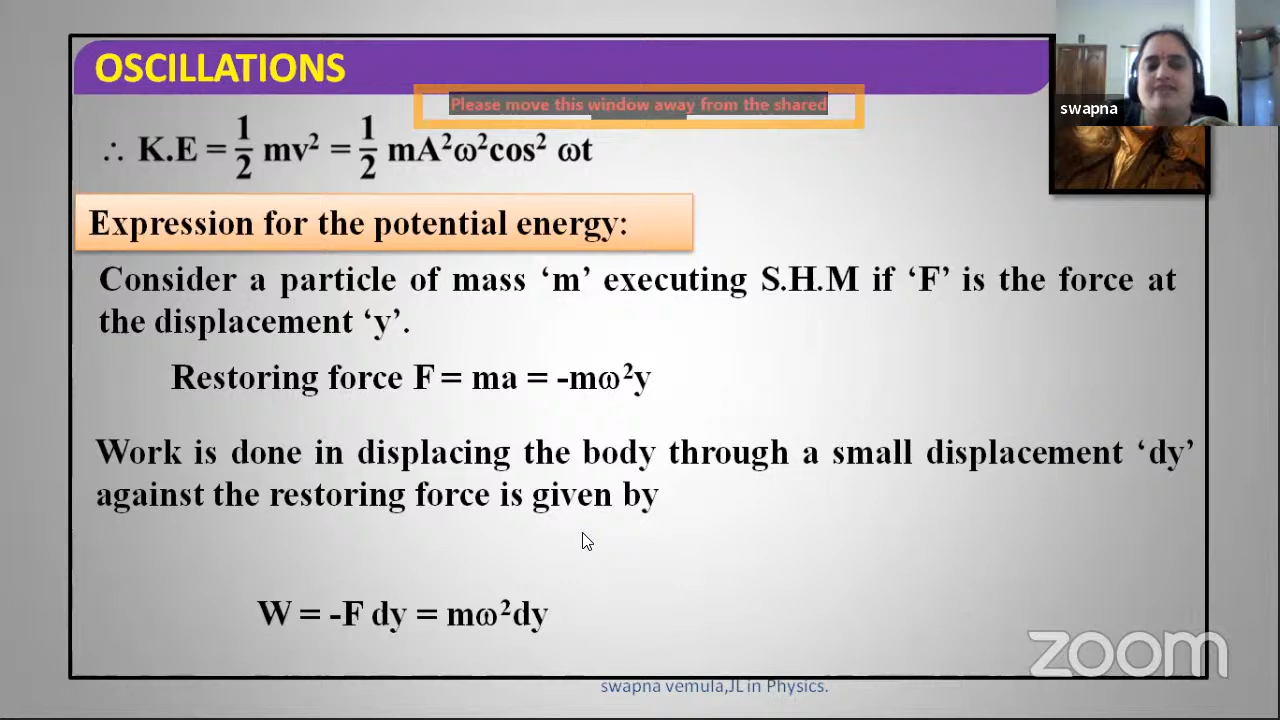 OSCILLATIONS
Please move this window away from the shared
swapna
∴ K.E = 1/2 mv² = 1/2 mA²ω²cos² ωt
Expression for the potential energy:
Consider a particle of mass ‘m’ executing S.H.M if ‘F’ is the force at
the displacement ‘y’.
Restoring force F = ma = -mω²y
Work is done in displacing the body through a small displacement ‘dy’
against the restoring force is given by
W = -F dy = mω²dy
zoom
swapna vemula,JL in Physics.